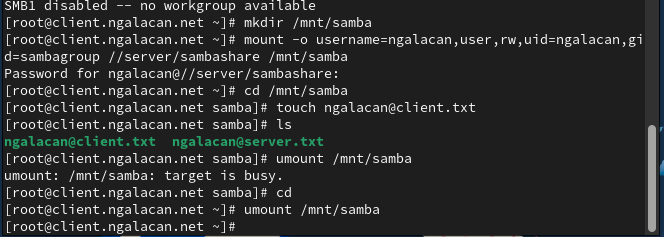 SMB1 disabled -- no workgroup available
[root@client.ngalacan.net ~]# mkdir /mnt/samba
[root@client.ngalacan.net ~]# mount -o username=ngalacan,user,rw,uid=ngalacan,gi
d=sambagroup //server/sambashare /mnt/samba
Password for ngalacan@//server/sambashare:
[root@client.ngalacan.net ~]# cd /mnt/samba
[root@client.ngalacan.net samba]# touch ngalacan@client.txt
[root@client.ngalacan.net samba]# ls
ngalacan@client.txt  ngalacan@server.txt
[root@client.ngalacan.net samba]# umount /mnt/samba
umount: /mnt/samba: target is busy.
[root@client.ngalacan.net samba]# cd
[root@client.ngalacan.net ~]# umount /mnt/samba
[root@client.ngalacan.net ~]#